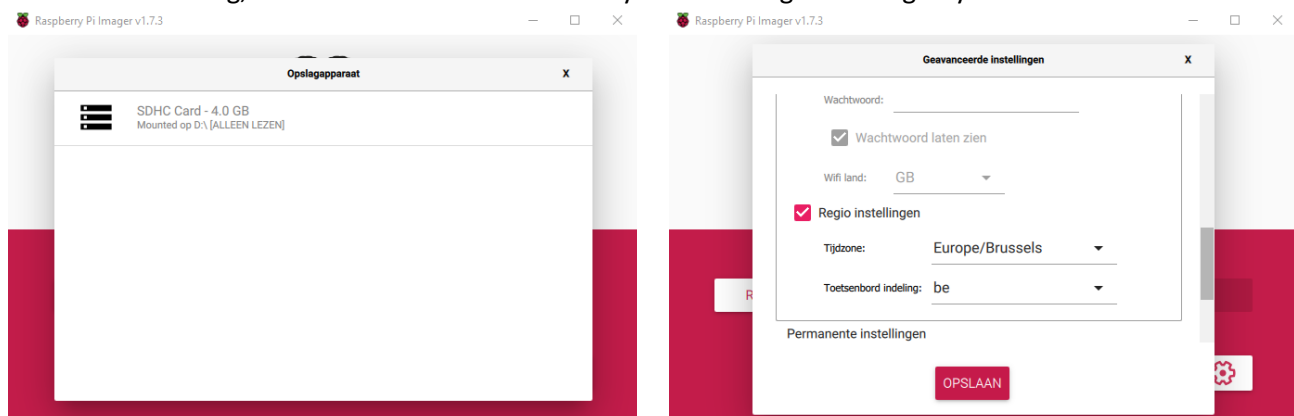 Raspberry Pi Imager v1.7.3
Opslagapparaat
X
SDHC Card - 4.0 GB
Mounted op D:\ [ALLEEN LEZEN]
Raspberry Pi Imager v1.7.3
Geavanceerde instellingen
X
Wachtwoord:
Wachtwoord laten zien
Wifi land: GB
Regio instellingen
Tijdzone: Europe/Brussels
Toetsenbord indeling: be
R
Permanente instellingen
OPSLAAN